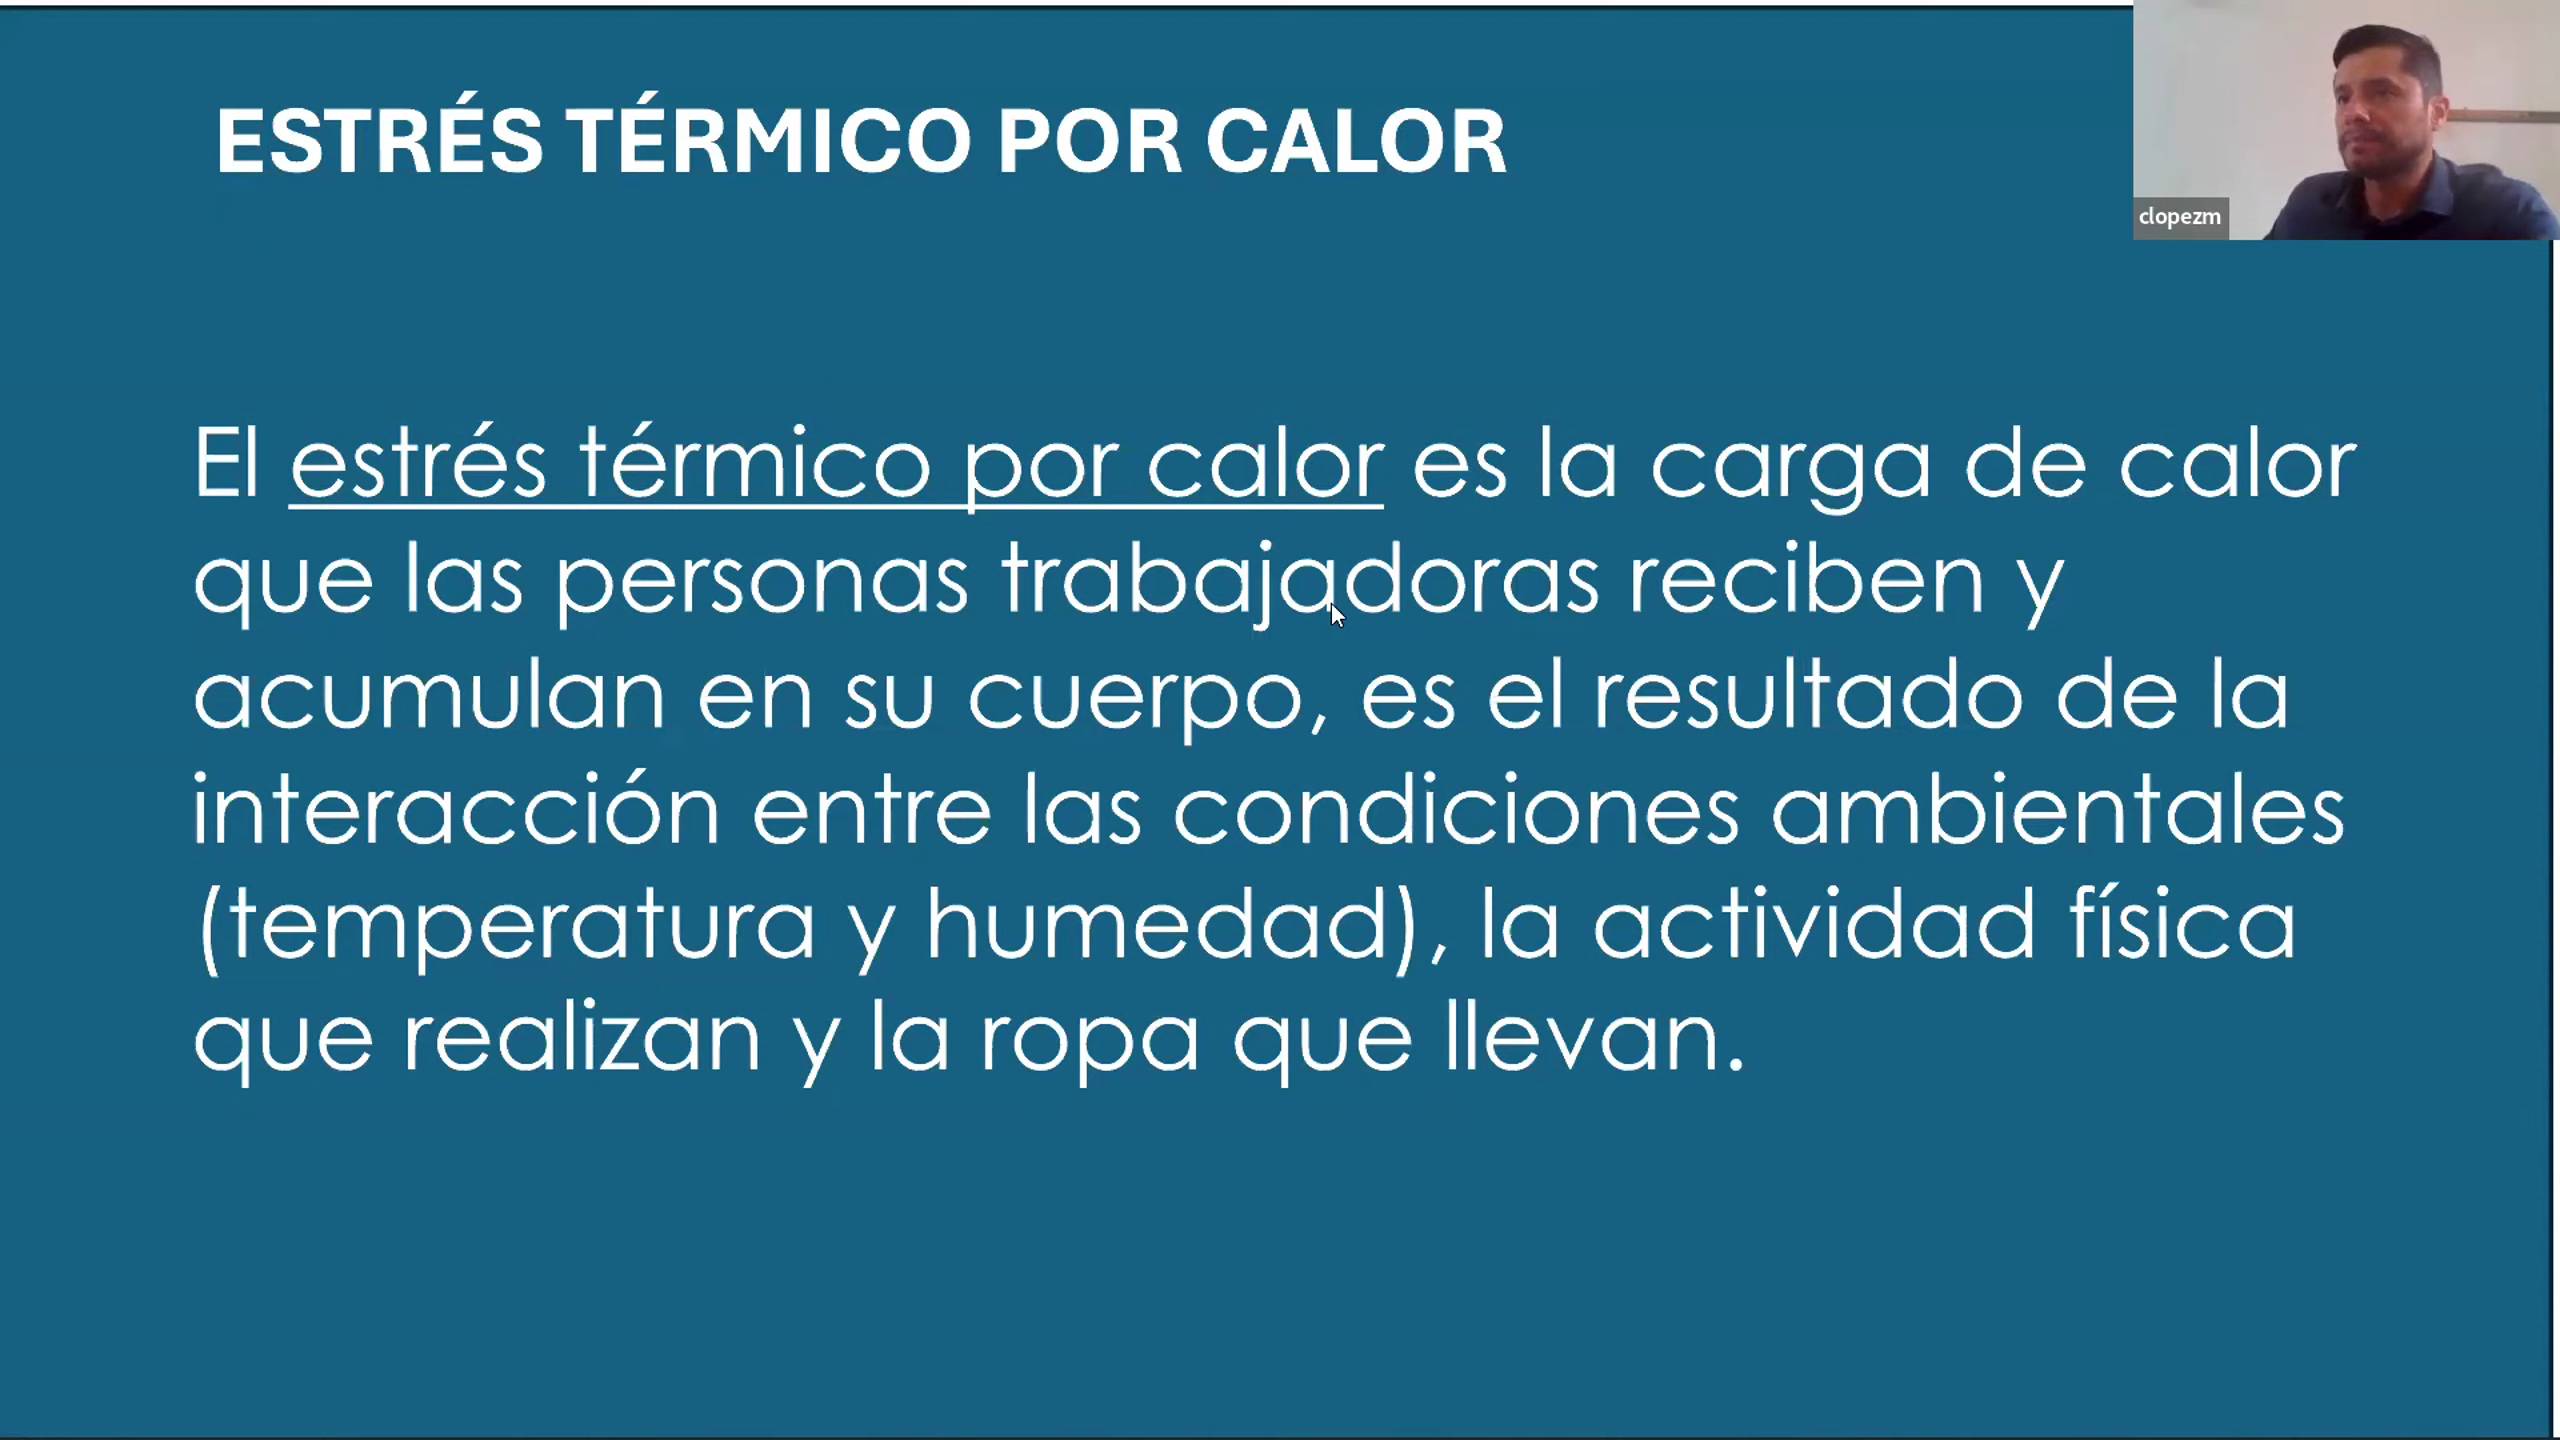 ESTRÉS TÉRMICO POR CALOR
clopezm
El estrés térmico por calor es la carga de calor
que las personas trabajadoras reciben y
acumulan en su cuerpo, es el resultado de la
interacción entre las condiciones ambientales
(temperatura y humedad), la actividad física
que realizan y la ropa que llevan.